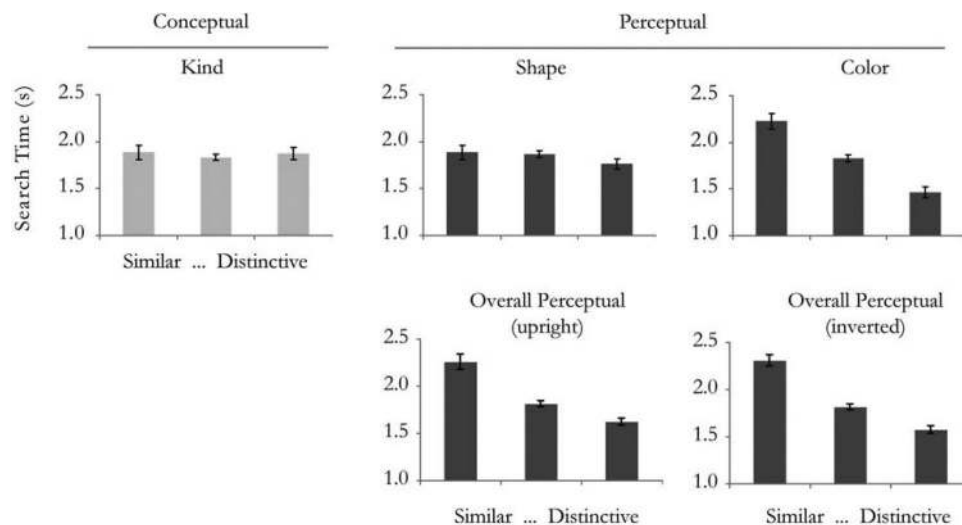 Conceptual
Perceptual
Kind
Shape
Color
Search Time (s)
2.5
2.0
1.5
1.0
2.5
2.0
1.5
1.0
2.5
2.0
1.5
1.0
Similar ... Distinctive
Overall Perceptual
(upright)
Overall Perceptual
(inverted)
2.5
2.0
1.5
1.0
2.5
2.0
1.5
1.0
Similar ... Distinctive
Similar ... Distinctive